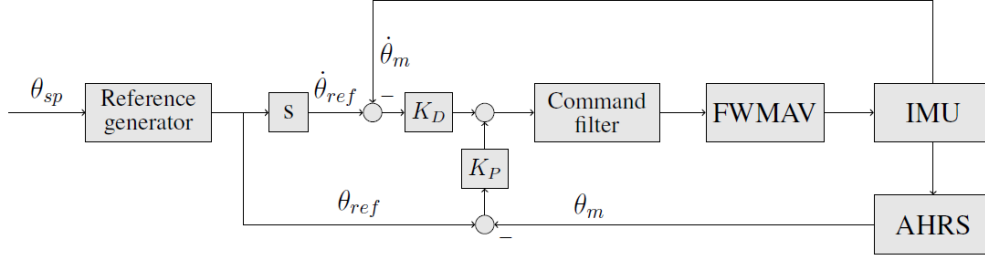 θ̇_m
θ_sp
Reference
generator
s
θ̇_ref
−
K_D
Command
filter
FWMAV
IMU
K_P
θ_ref
−
θ_m
AHRS